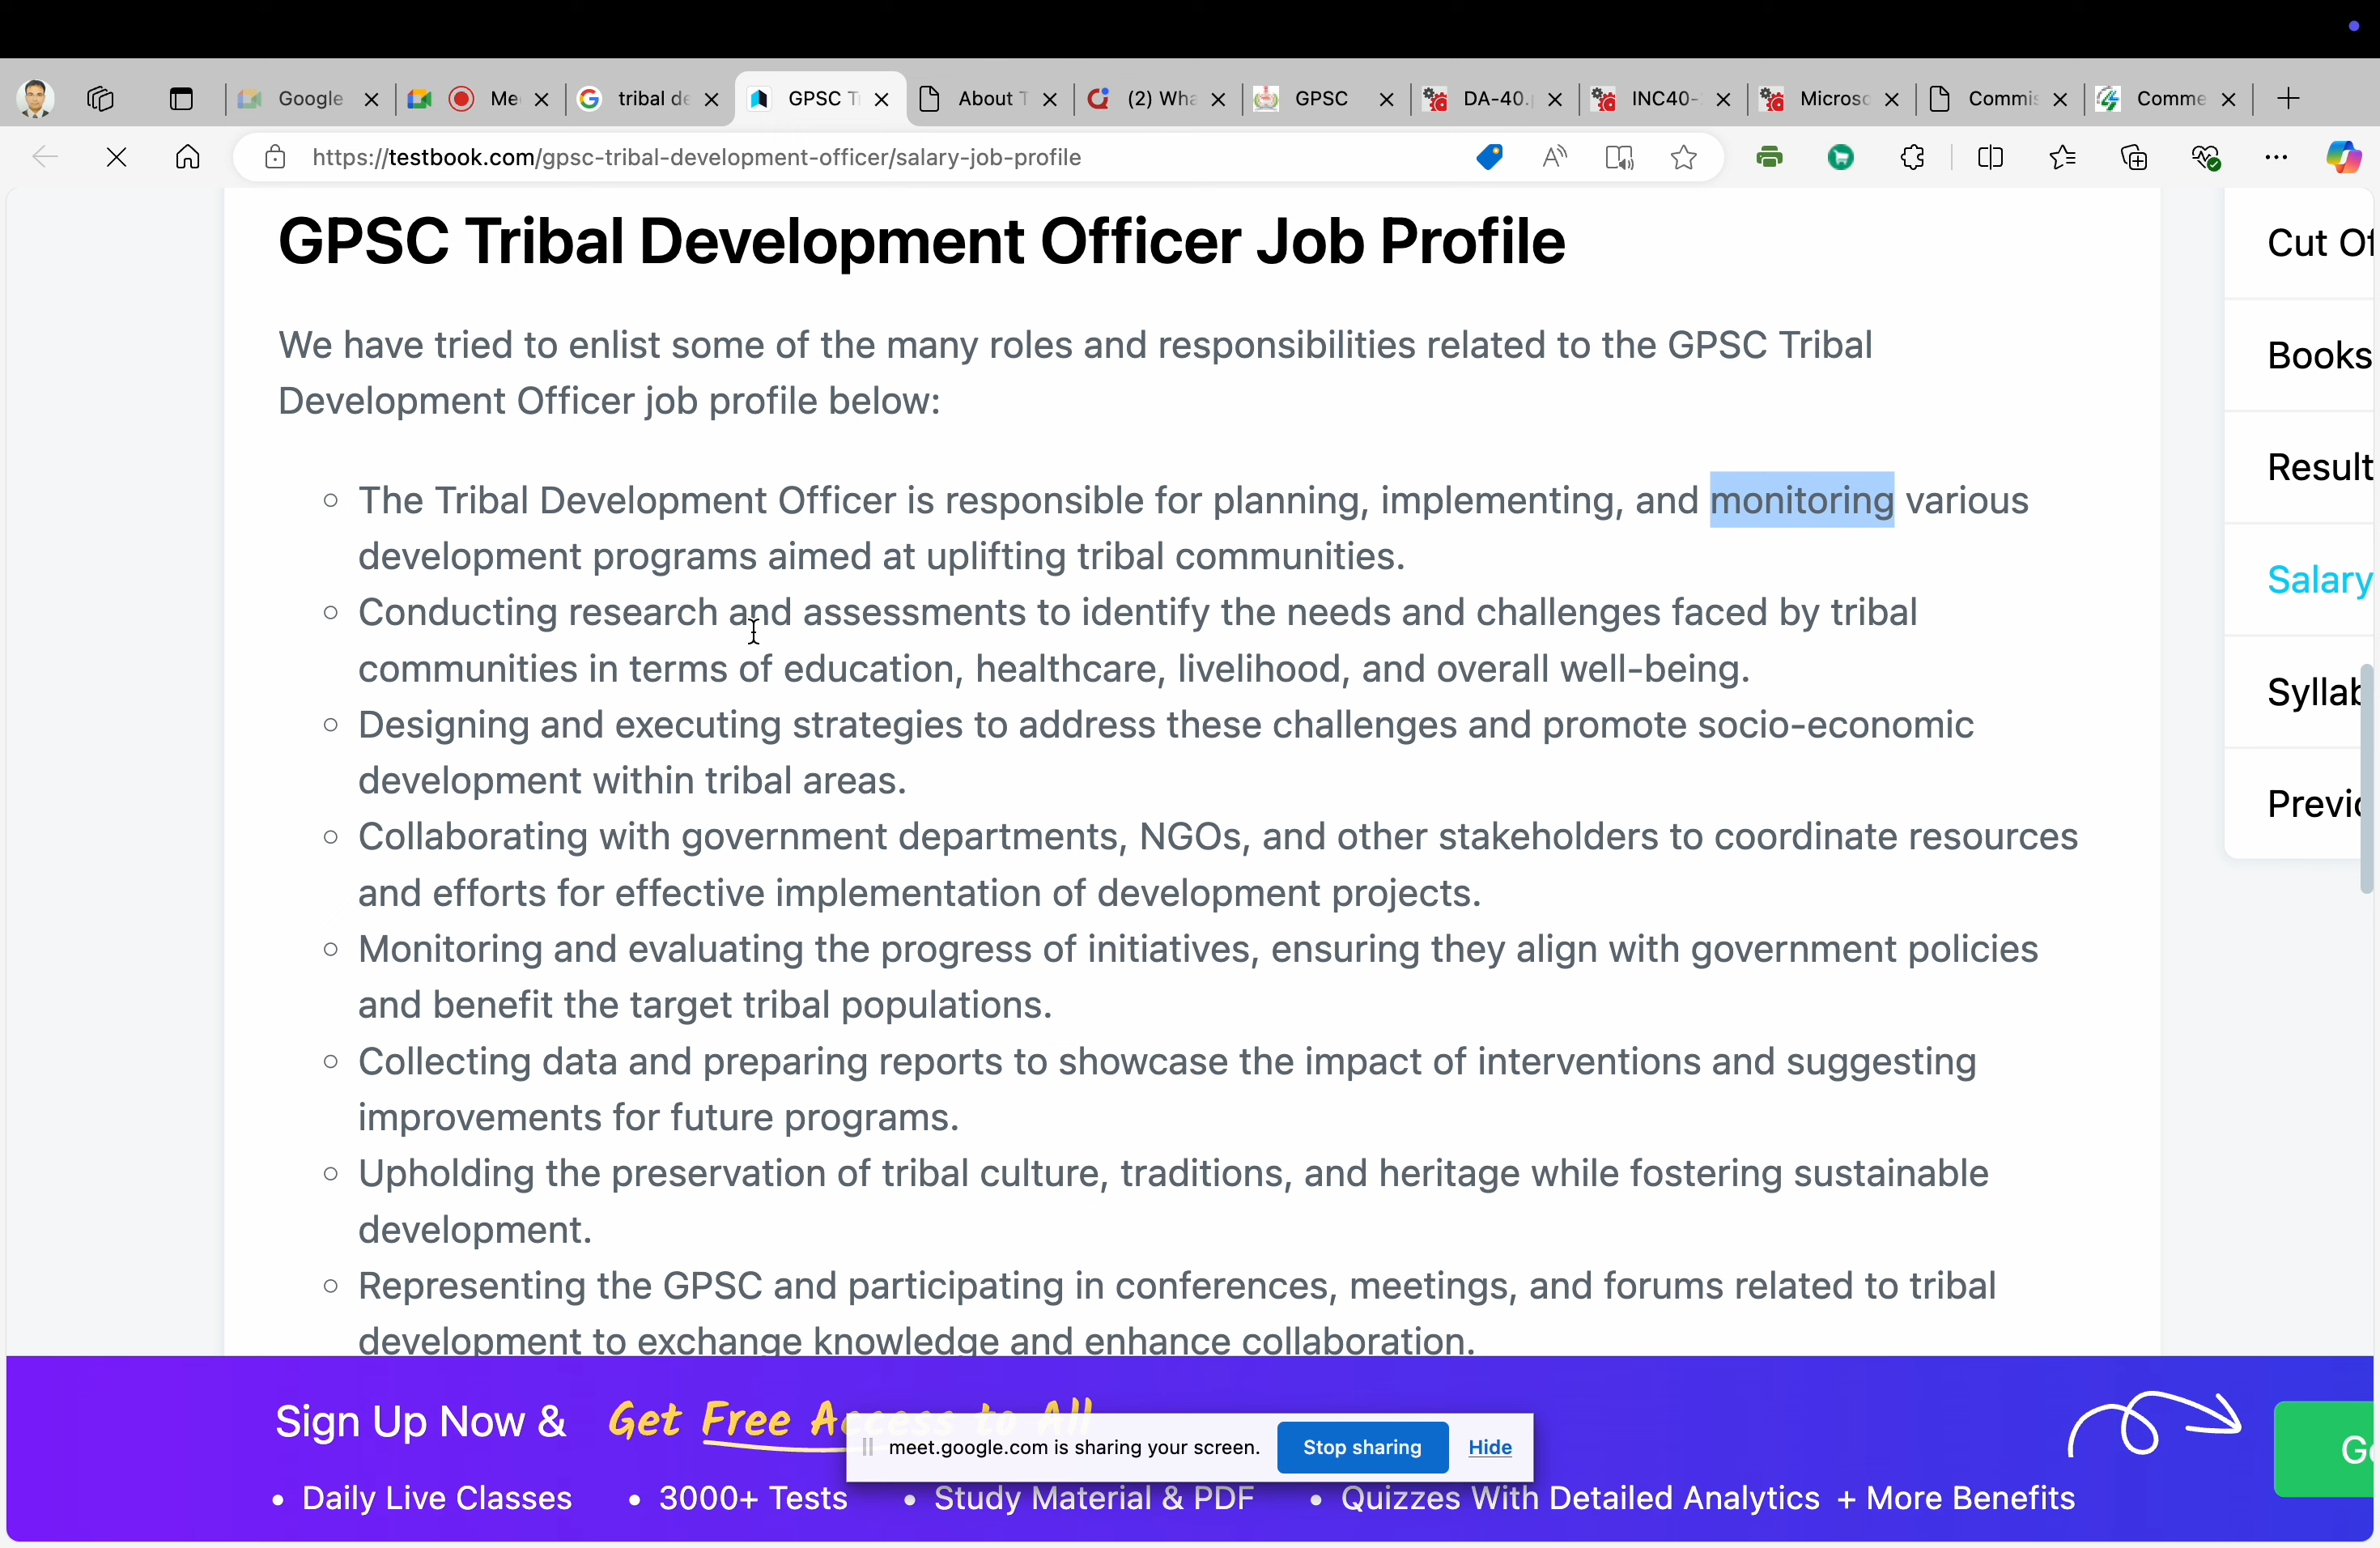 Google
Me
tribal de
GPSC T
About T
(2) Wha
GPSC
DA-40.
INC40-
Microso
Commis
Comme
https://testbook.com/gpsc-tribal-development-officer/salary-job-profile
GPSC Tribal Development Officer Job Profile
We have tried to enlist some of the many roles and responsibilities related to the GPSC Tribal
Development Officer job profile below:
The Tribal Development Officer is responsible for planning, implementing, and monitoring various
development programs aimed at uplifting tribal communities.
Conducting research and assessments to identify the needs and challenges faced by tribal
communities in terms of education, healthcare, livelihood, and overall well-being.
Designing and executing strategies to address these challenges and promote socio-economic
development within tribal areas.
Collaborating with government departments, NGOs, and other stakeholders to coordinate resources
and efforts for effective implementation of development projects.
Monitoring and evaluating the progress of initiatives, ensuring they align with government policies
and benefit the target tribal populations.
Collecting data and preparing reports to showcase the impact of interventions and suggesting
improvements for future programs.
Upholding the preservation of tribal culture, traditions, and heritage while fostering sustainable
development.
Representing the GPSC and participating in conferences, meetings, and forums related to tribal
development to exchange knowledge and enhance collaboration.
Cut Of
Books
Result
Salary
Syllab
Previo
Sign Up Now & Get Free Access to All
Go
meet.google.com is sharing your screen. Stop sharing Hide
• Daily Live Classes • 3000+ Tests • Study Material & PDF • Quizzes With Detailed Analytics + More Benefits